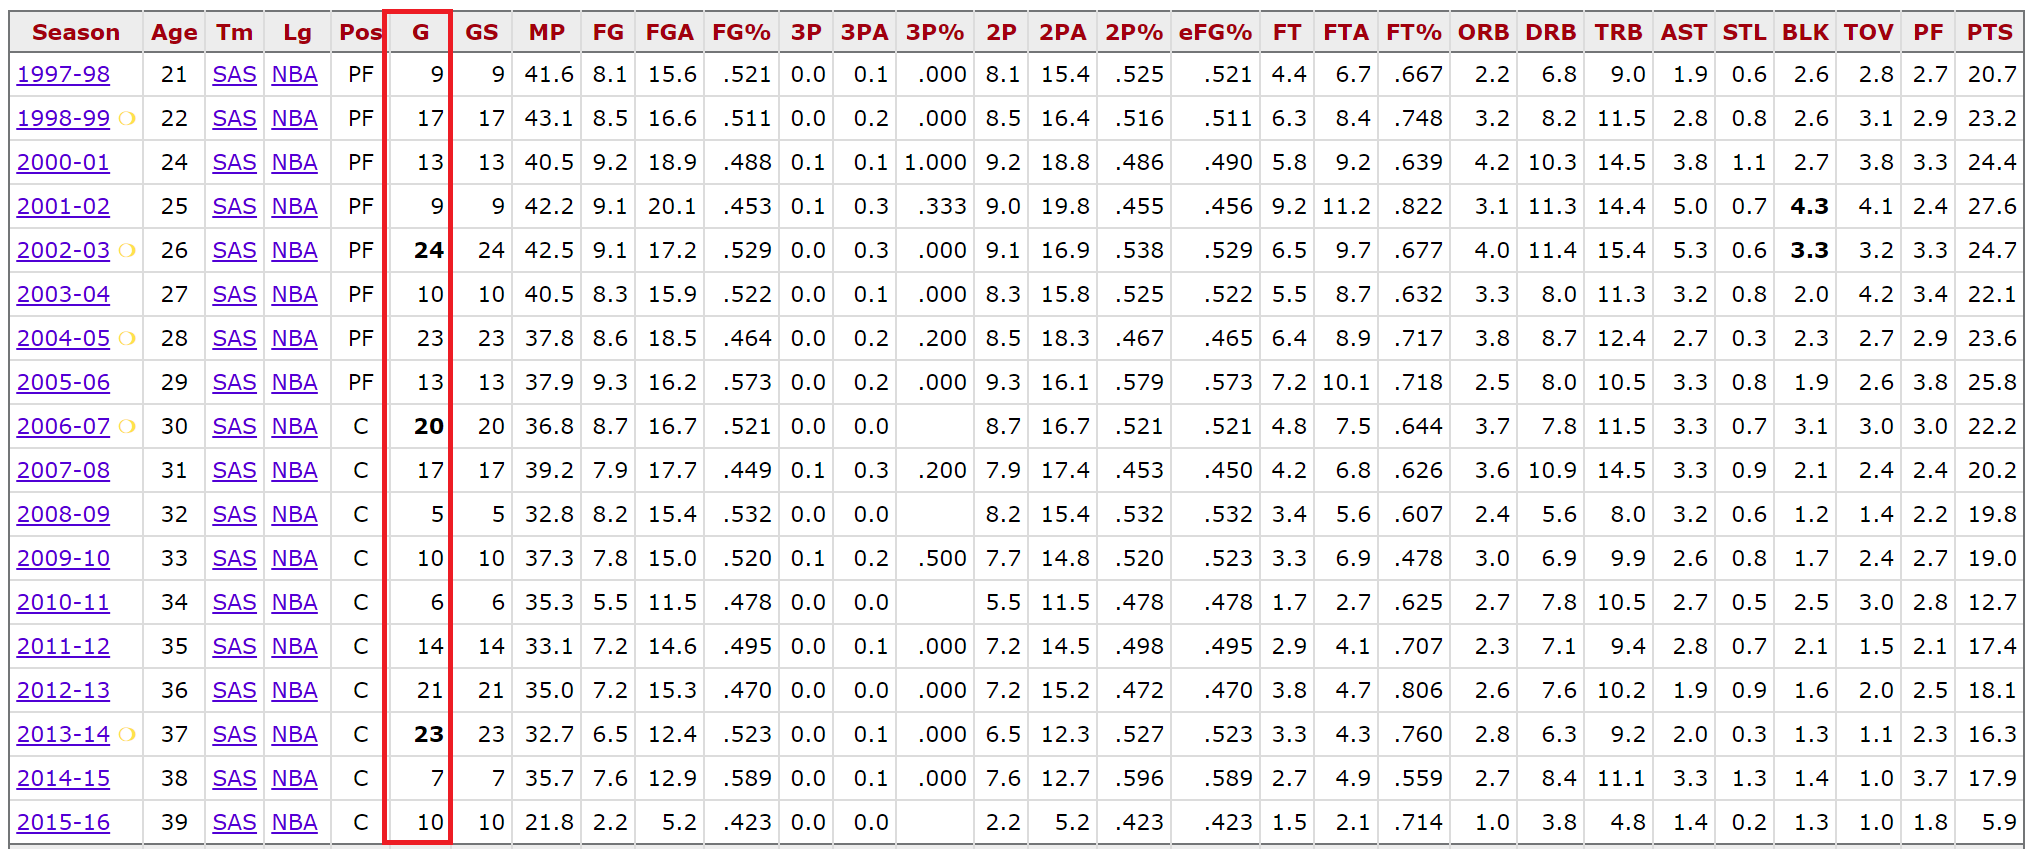 Season Age Tm Lg Pos G GS MP FG FGA FG% 3P 3PA 3P% 2P 2PA 2P% eFG% FT FTA FT% ORB DRB TRB AST STL BLK TOV PF PTS
1997-98 21 SAS NBA PF 9 9 41.6 8.1 15.6 .521 0.0 0.1 .000 8.1 15.4 .525 .521 4.4 6.7 .667 2.2 6.8 9.0 1.9 0.6 2.6 2.8 2.7 20.7
1998-99 22 SAS NBA PF 17 17 43.1 8.5 16.6 .511 0.0 0.2 .000 8.5 16.4 .516 .511 6.3 8.4 .748 3.2 8.2 11.5 2.8 0.8 2.6 3.1 2.9 23.2
2000-01 24 SAS NBA PF 13 13 40.5 9.2 18.9 .488 0.1 0.1 1.000 9.2 18.8 .486 .490 5.8 9.2 .639 4.2 10.3 14.5 3.8 1.1 2.7 3.8 3.3 24.4
2001-02 25 SAS NBA PF 9 9 42.2 9.1 20.1 .453 0.1 0.3 .333 9.0 19.8 .455 .456 9.2 11.2 .822 3.1 11.3 14.4 5.0 0.7 4.3 4.1 2.4 27.6
2002-03 26 SAS NBA PF 24 24 42.5 9.1 17.2 .529 0.0 0.3 .000 9.1 16.9 .538 .529 6.5 9.7 .677 4.0 11.4 15.4 5.3 0.6 3.3 3.2 3.3 24.7
2003-04 27 SAS NBA PF 10 10 40.5 8.3 15.9 .522 0.0 0.1 .000 8.3 15.8 .525 .522 5.5 8.7 .632 3.3 8.0 11.3 3.2 0.8 2.0 4.2 3.4 22.1
2004-05 28 SAS NBA PF 23 23 37.8 8.6 18.5 .464 0.0 0.2 .200 8.5 18.3 .467 .465 6.4 8.9 .717 3.8 8.7 12.4 2.7 0.3 2.3 2.7 2.9 23.6
2005-06 29 SAS NBA PF 13 13 37.9 9.3 16.2 .573 0.0 0.2 .000 9.3 16.1 .579 .573 7.2 10.1 .718 2.5 8.0 10.5 3.3 0.8 1.9 2.6 3.8 25.8
2006-07 30 SAS NBA C 20 20 36.8 8.7 16.7 .521 0.0 0.0 8.7 16.7 .521 .521 4.8 7.5 .644 3.7 7.8 11.5 3.3 0.7 3.1 3.0 3.0 22.2
2007-08 31 SAS NBA C 17 17 39.2 7.9 17.7 .449 0.1 0.3 .200 7.9 17.4 .453 .450 4.2 6.8 .626 3.6 10.9 14.5 3.3 0.9 2.1 2.4 2.4 20.2
2008-09 32 SAS NBA C 5 5 32.8 8.2 15.4 .532 0.0 0.0 8.2 15.4 .532 .532 3.4 5.6 .607 2.4 5.6 8.0 3.2 0.6 1.2 1.4 2.2 19.8
2009-10 33 SAS NBA C 10 10 37.3 7.8 15.0 .520 0.1 0.2 .500 7.7 14.8 .520 .523 3.3 6.9 .478 3.0 6.9 9.9 2.6 0.8 1.7 2.4 2.7 19.0
2010-11 34 SAS NBA C 6 6 35.3 5.5 11.5 .478 0.0 0.0 5.5 11.5 .478 .478 1.7 2.7 .625 2.7 7.8 10.5 2.7 0.5 2.5 3.0 2.8 12.7
2011-12 35 SAS NBA C 14 14 33.1 7.2 14.6 .495 0.0 0.1 .000 7.2 14.5 .498 .495 2.9 4.1 .707 2.3 7.1 9.4 2.8 0.7 2.1 1.5 2.1 17.4
2012-13 36 SAS NBA C 21 21 35.0 7.2 15.3 .470 0.0 0.0 .000 7.2 15.2 .472 .470 3.8 4.7 .806 2.6 7.6 10.2 1.9 0.9 1.6 2.0 2.5 18.1
2013-14 37 SAS NBA C 23 23 32.7 6.5 12.4 .523 0.0 0.1 .000 6.5 12.3 .527 .523 3.3 4.3 .760 2.8 6.3 9.2 2.0 0.3 1.3 1.1 2.3 16.3
2014-15 38 SAS NBA C 7 7 35.7 7.6 12.9 .589 0.0 0.1 .000 7.6 12.7 .596 .589 2.7 4.9 .559 2.7 8.4 11.1 3.3 1.3 1.4 1.0 3.7 17.9
2015-16 39 SAS NBA C 10 10 21.8 2.2 5.2 .423 0.0 0.0 2.2 5.2 .423 .423 1.5 2.1 .714 1.0 3.8 4.8 1.4 0.2 1.3 1.0 1.8 5.9